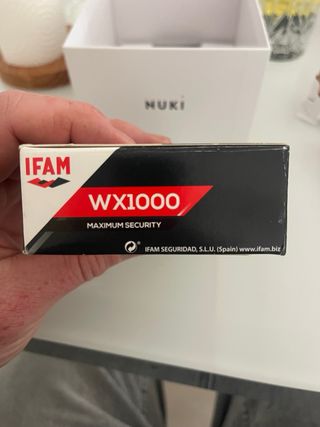 NUKI
IFAM
WX1000
MAXIMUM SECURITY
IFAM SEGURIDAD, S.L.U. (Spain) www.ifam.biz